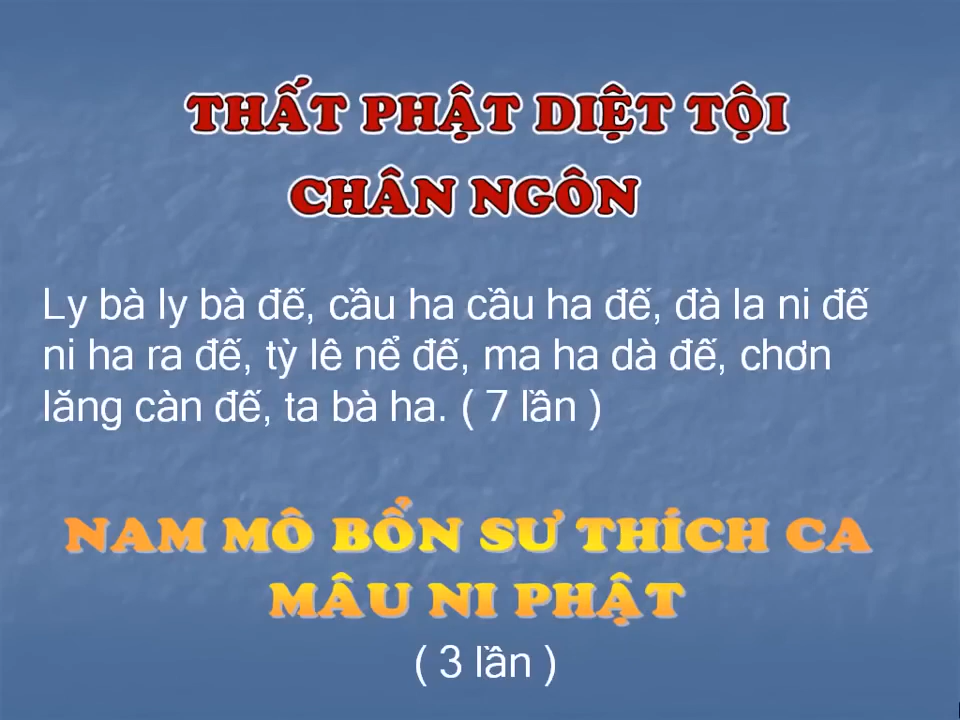 THẤT PHẬT DIỆT TỘI
CHÂN NGÔN
Ly bà ly bà đế, cầu ha cầu ha đế, đà la ni đế
ni ha ra đế, tỳ lê nể đế, ma ha dà đế, chơn
lăng càn đế, ta bà ha. ( 7 lần )
NAM MÔ BỔN SƯ THÍCH CA
MÂU NI PHẬT
( 3 lần )